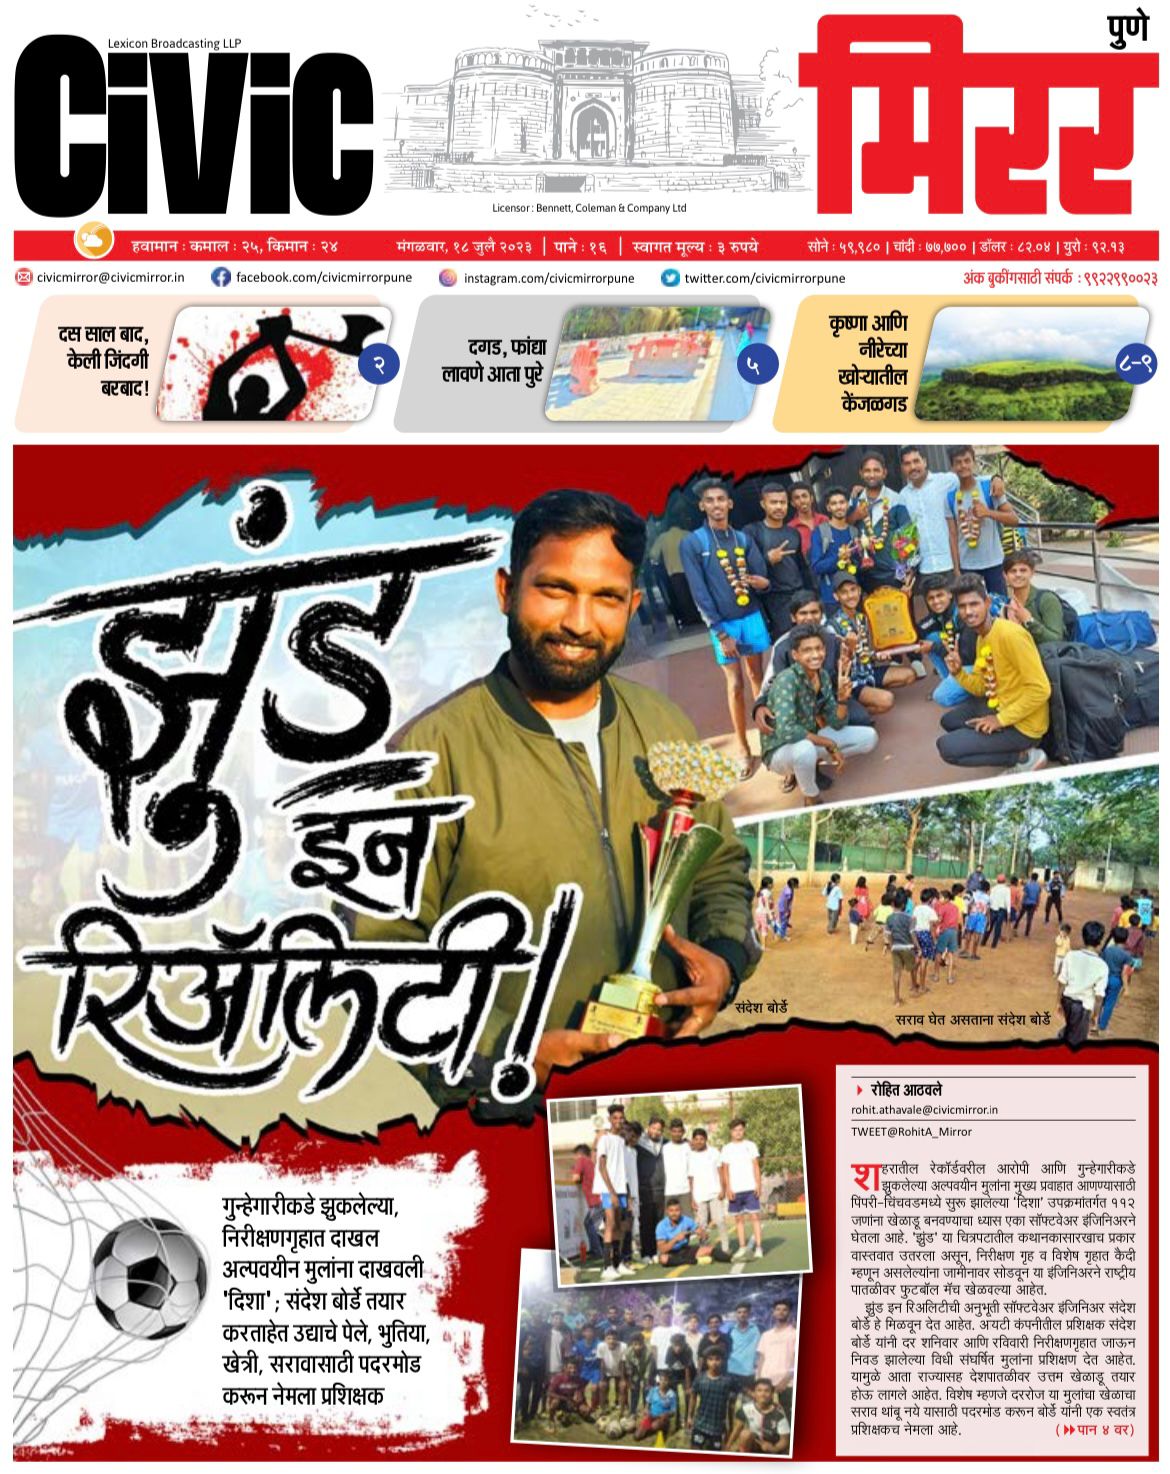 Lexicon Broadcasting LLP
CiViC
मिरर
पुणे
Licensor : Bennett, Coleman & Company Ltd
हवामान : कमाल : २५, किमान : २४
मंगळवार, १८ जुलै २०२३ | पाने : १६ | स्वागत मूल्य : ३ रुपये
सोने : ५९,९८० | चांदी : ७७,७०० | डॉलर : ८२.०४ | युरो : ९२.१३
civicmirror@civicmirror.in
facebook.com/civicmirrorpune
instagram.com/civicmirrorpune
twitter.com/civicmirrorpune
अंक बुकींगसाठी संपर्क : ९९२२९९००२३
दस साल बाद,
केली जिंदगी
बरबाद!
२
दगड, फांद्या
लावणे आता पुरे
५
कृष्णा आणि
नीरेच्या
खोऱ्यातील
केंजळगड
८-९
झुंड
इन
रिअ‍ॅलिटी!
संदेश बोर्डे
सराव घेत असताना संदेश बोर्डे
गुन्हेगारीकडे झुकलेल्या,
निरीक्षणगृहात दाखल
अल्पवयीन मुलांना दाखवली
'दिशा' ; संदेश बोर्डे तयार
करताहेत उद्याचे पेले, भुतिया,
खेत्री, सरावासाठी पदरमोड
करून नेमला प्रशिक्षक
रोहित आठवले
rohit.athavale@civicmirror.in
TWEET@RohitA_Mirror
शहरातील रेकॉर्डवरील आरोपी आणि गुन्हेगारीकडे
झुकलेल्या अल्पवयीन मुलांना मुख्य प्रवाहात आणण्यासाठी
पिंपरी-चिंचवडमध्ये सुरू झालेल्या 'दिशा' उपक्रमांतर्गत ११२
जणांना खेळाडू बनवण्याचा ध्यास एका सॉफ्टवेअर इंजिनिअरने
घेतला आहे. 'झुंड' या चित्रपटातील कथानकासारखाच प्रकार
वास्तवात उतरला असून, निरीक्षण गृह व विशेष गृहात कैदी
म्हणून असलेल्यांना जामीनावर सोडवून या इंजिनिअरने राष्ट्रीय
पातळीवर फुटबॉल मॅच खेळवल्या आहेत.
झुंड इन रिअलिटीची अनुभूती सॉफ्टवेअर इंजिनिअर संदेश
बोर्डे हे मिळवून देत आहेत. आयटी कंपनीतील प्रशिक्षक संदेश
बोर्डे यांनी दर शनिवार आणि रविवारी निरीक्षणगृहात जाऊन
निवड झालेल्या विधी संघर्षित मुलांना प्रशिक्षण देत आहेत.
यामुळे आता राज्यासह देशपातळीवर उत्तम खेळाडू तयार
होऊ लागले आहेत. विशेष म्हणजे दररोज या मुलांचा खेळाचा
सराव थांबू नये यासाठी पदरमोड करून बोर्डे यांनी एक स्वतंत्र
प्रशिक्षकच नेमला आहे. (▶▶पान ४ वर)